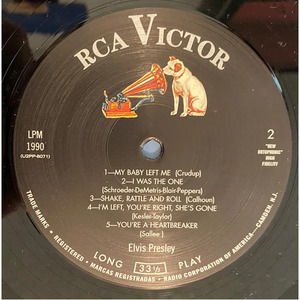 RCA VICTOR
LPM
1990
(U2PP-8071)
2
"NEW
ORTHOPHONIC"
HIGH
FIDELITY
1—MY BABY LEFT ME (Crudup)
2—I WAS THE ONE
(Schroeder-DeMetris-Blair-Peppers)
3—SHAKE, RATTLE AND ROLL (Calhoun)
4—I'M LEFT, YOU'RE RIGHT, SHE'S GONE
(Kesler-Taylor)
5—YOU'RE A HEARTBREAKER
(Sallee)
Elvis Presley
LONG 33⅓ PLAY
TRADE MARKS • REGISTERED • MARCAS REGISTRADAS • RADIO CORPORATION OF AMERICA—CAMDEN, N.J.